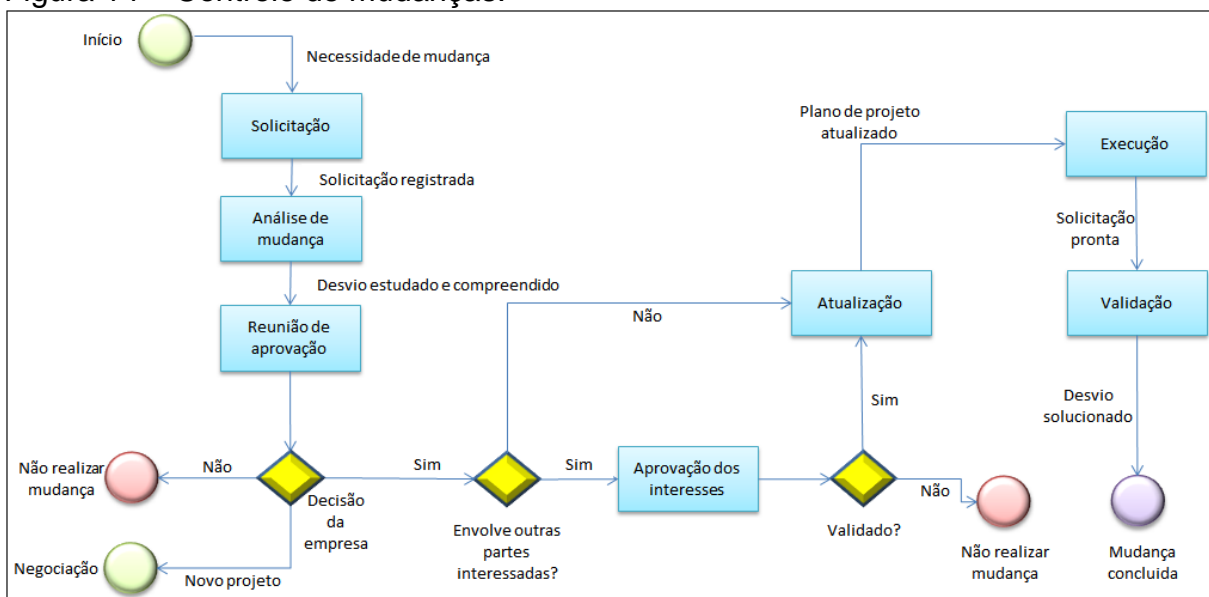 Início
Necessidade de mudança
Solicitação
Solicitação registrada
Análise de
mudança
Desvio estudado e compreendido
Reunião de
aprovação
Não realizar
mudança
Não
Decisão
da
empresa
Negociação
Novo projeto
Sim
Envolve outras
partes
interessadas?
Não
Sim
Aprovação dos
interesses
Validado?
Sim
Não
Não realizar
mudança
Atualização
Plano de projeto
atualizado
Execução
Solicitação
pronta
Validação
Desvio
solucionado
Mudança
concluida